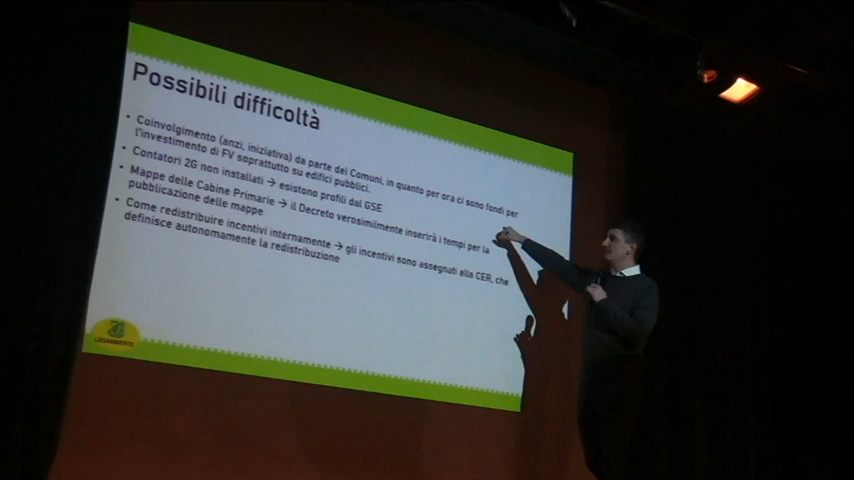 Possibili difficoltà
• Coinvolgimento (anzi, iniziativa) da parte dei Comuni, in quanto per ora ci sono fondi per
l'investimento di FV soprattutto su edifici pubblici.
• Contatori 2G non installati → esistono profili dal GSE
• Mappe delle Cabine Primarie → il Decreto verosimilmente inserirà i tempi per la
pubblicazione delle mappe
• Come redistribuire incentivi internamente → gli incentivi sono assegnati alla CER, che
definisce autonomamente la redistribuzione
LEGAMBIENTE